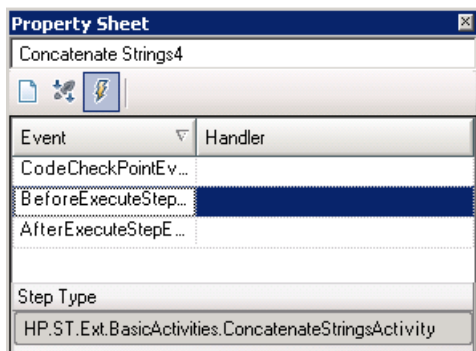 Property Sheet
Concatenate Strings4
Event Handler
CodeCheckPointEv...
BeforeExecuteStep...
AfterExecuteStepE...
Step Type
HP.ST.Ext.BasicActivities.ConcatenateStringsActivity